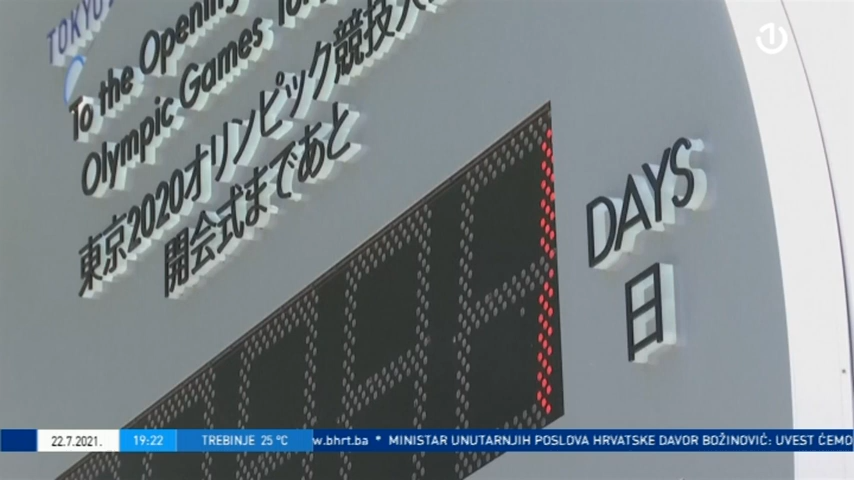 TOKYO
To the Opening
Olympic Games
東京2020オリンピック競技大
開会式まであと
1
DAYS
日
1
22.7.2021. 19:22 TREBINJE 25 °C w.bhrt.ba * MINISTAR UNUTARNJIH POSLOVA HRVATSKE DAVOR BOŽINOVIĆ: UVEST ĆEMO